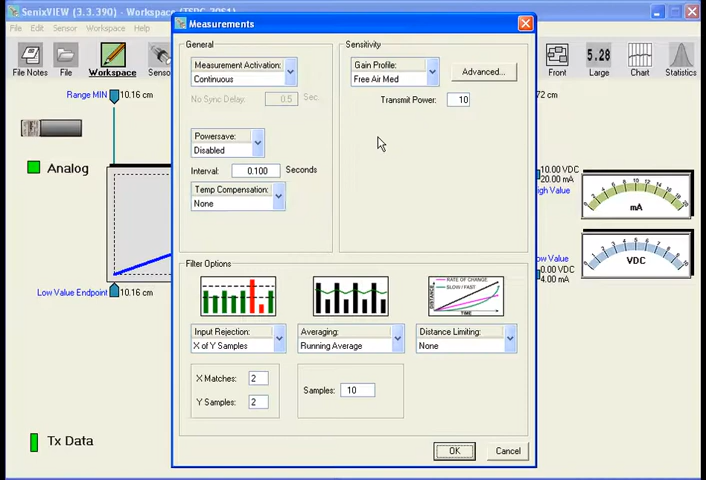 SenixVIEW (3.3.390) - Workspace
Measurements
File Edit Sensor Workspace Help
File Notes
File
Workspace
Front
5.28
Large
Chart
Statistics
Range MIN
10.16 cm
72 cm
Analog
10.00 VDC
20.00 mA
High Value
mA
Low Value
0.00 VDC
4.00 mA
VDC
Low Value Endpoint
10.16 cm
Tx Data
General
Measurement Activation:
Continuous
No Sync Delay: 0.5 Sec
Powersave:
Disabled
Interval: 0.100 Seconds
Temp Compensation:
None
Sensitivity
Gain Profile:
Free Air Med
Advanced...
Transmit Power: 10
Filter Options
RATE OF CHANGE
SLOW / FAST
DISTANCE
TIME
Input Rejection:
X of Y Samples
Averaging:
Running Average
Distance Limiting:
None
X Matches: 2
Y Samples: 2
Samples: 10
OK
Cancel